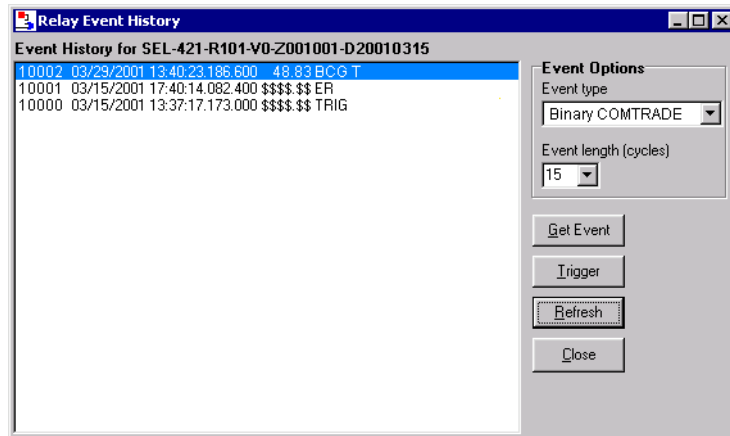 Relay Event History
Event History for SEL-421-R101-V0-Z001001-D20010315
10002 03/29/2001 13:40:23.186.600 48.83 BCG T
10001 03/15/2001 17:40:14.082.400 $$$$.$$ ER
10000 03/15/2001 13:37:17.173.000 $$$$.$$ TRIG
Event Options
Event type
Binary COMTRADE
Event length (cycles)
15
Get Event
Trigger
Refresh
Close